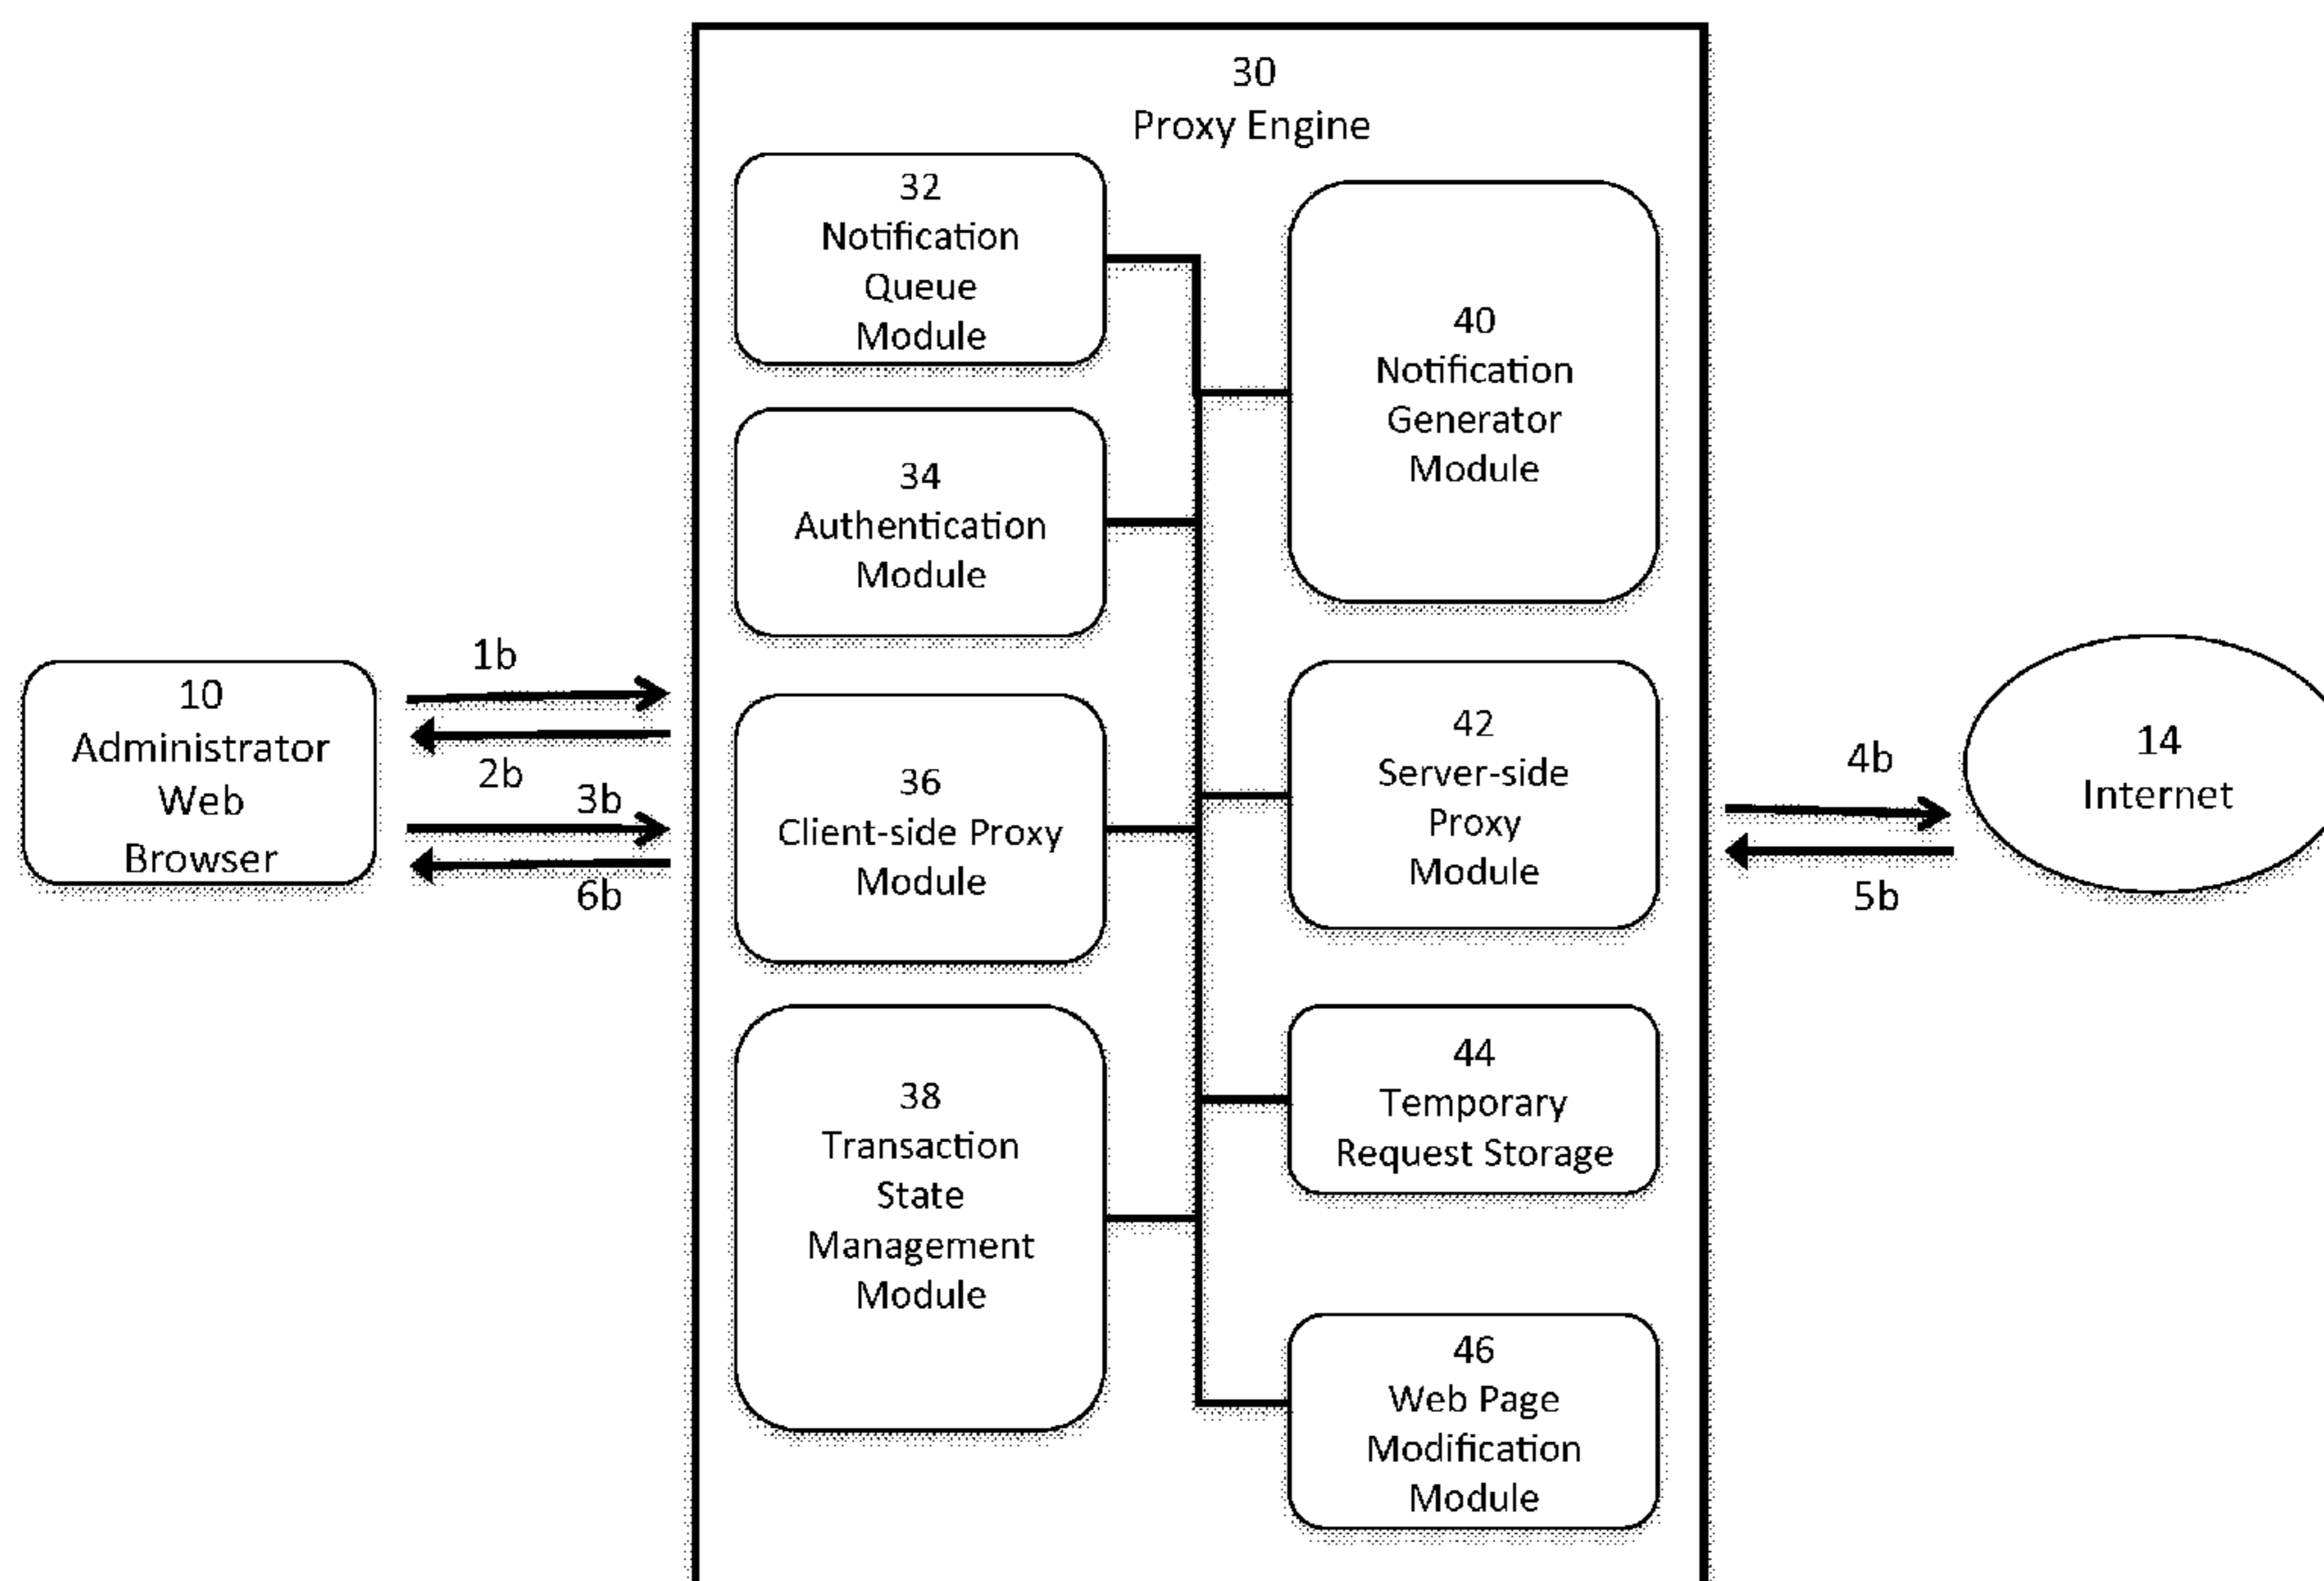 30
Proxy Engine
32
Notification
Queue
Module
34
Authentication
Module
36
Client-side Proxy
Module
38
Transaction
State
Management
Module
40
Notification
Generator
Module
42
Server-side
Proxy
Module
44
Temporary
Request Storage
46
Web Page
Modification
Module
10
Administrator
Web
Browser
1b
2b
3b
6b
4b
5b
14
Internet